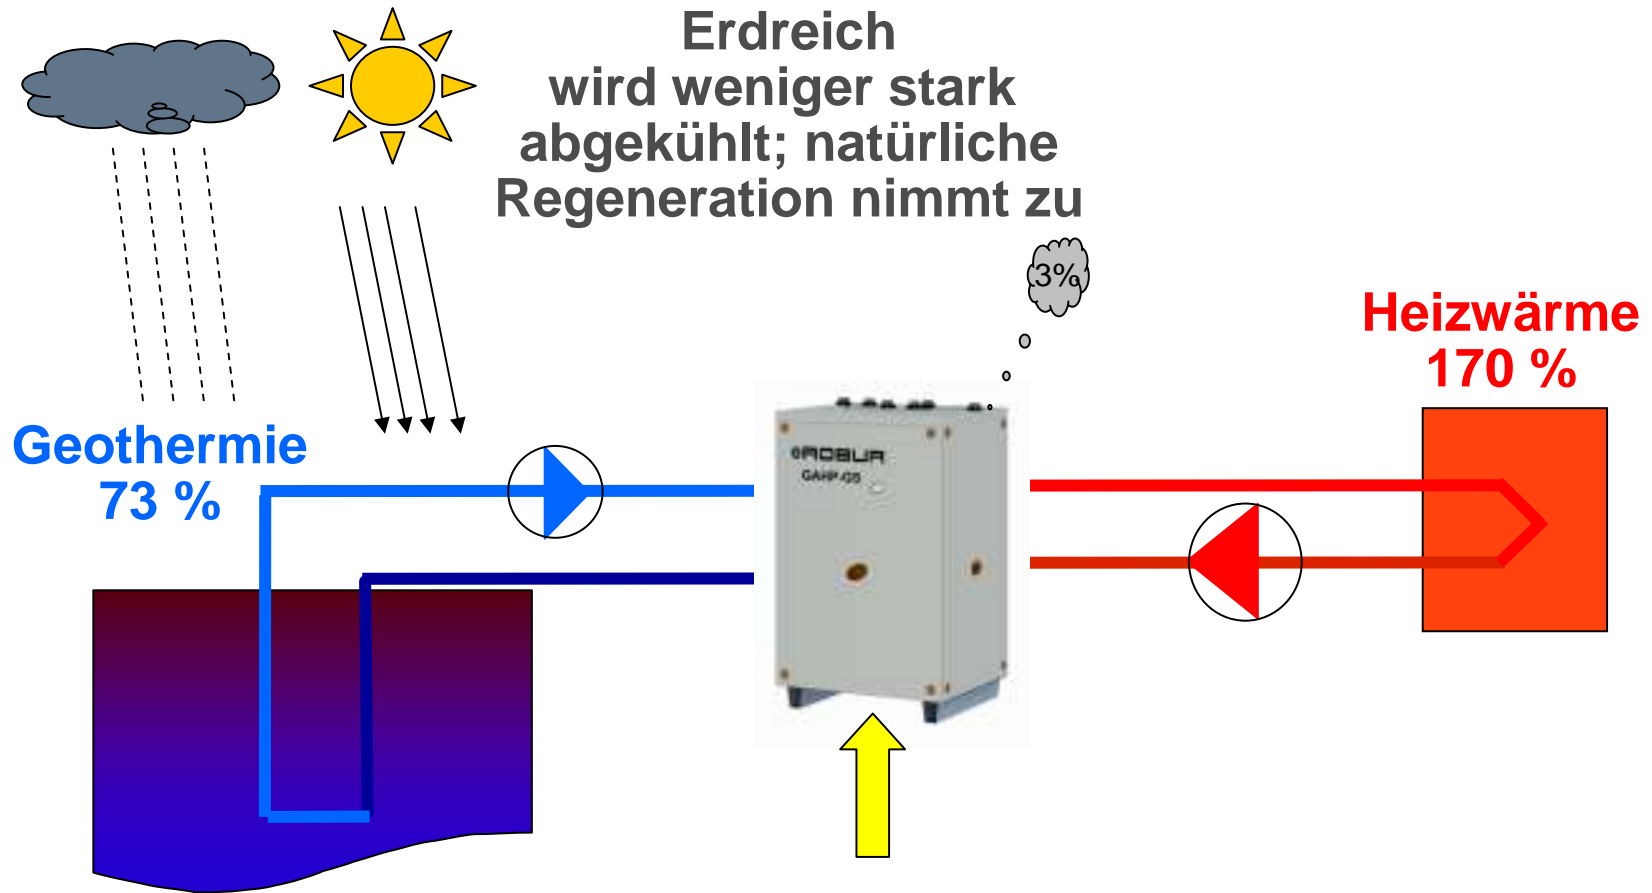 Erdreich
wird weniger stark
abgekühlt; natürliche
Regeneration nimmt zu
3%
Heizwärme
170 %
Geothermie
73 %
ROBUR
GAHP-GS